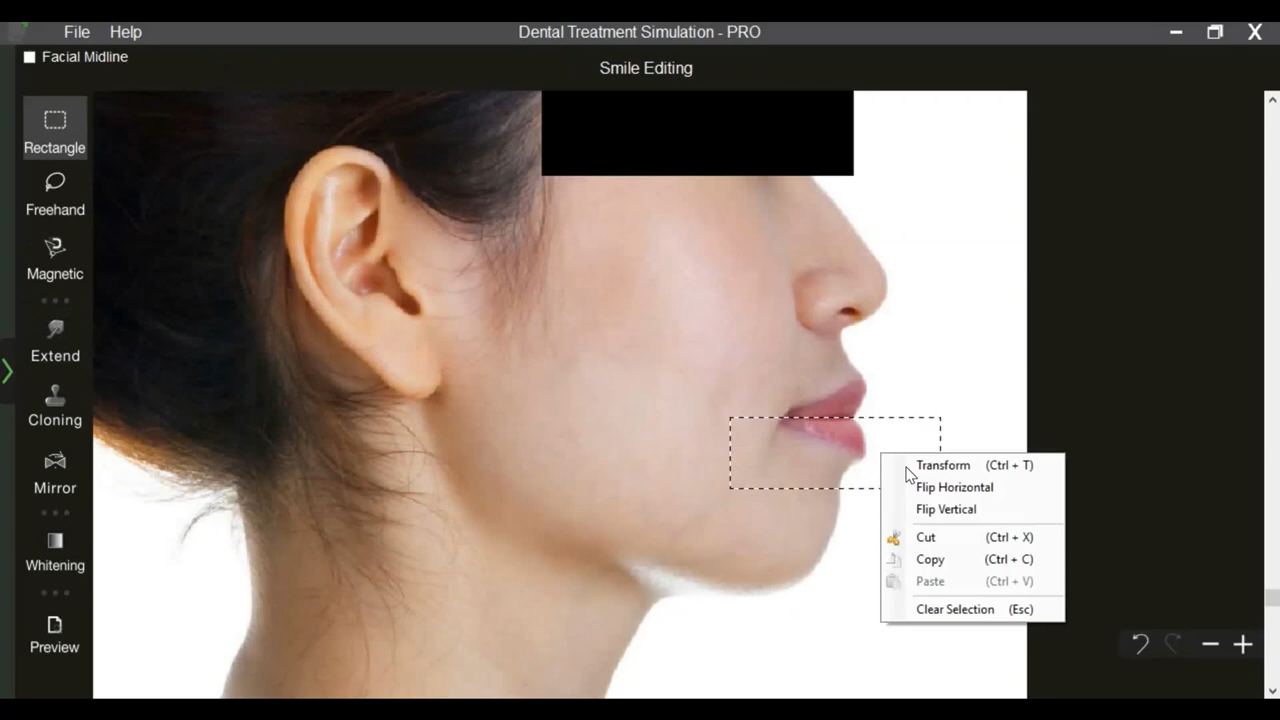 File Help
Dental Treatment Simulation - PRO
Facial Midline
Smile Editing
Rectangle
Freehand
Magnetic
Extend
Cloning
Mirror
Whitening
Preview
Transform (Ctrl + T)
Flip Horizontal
Flip Vertical
Cut (Ctrl + X)
Copy (Ctrl + C)
Paste (Ctrl + V)
Clear Selection (Esc)